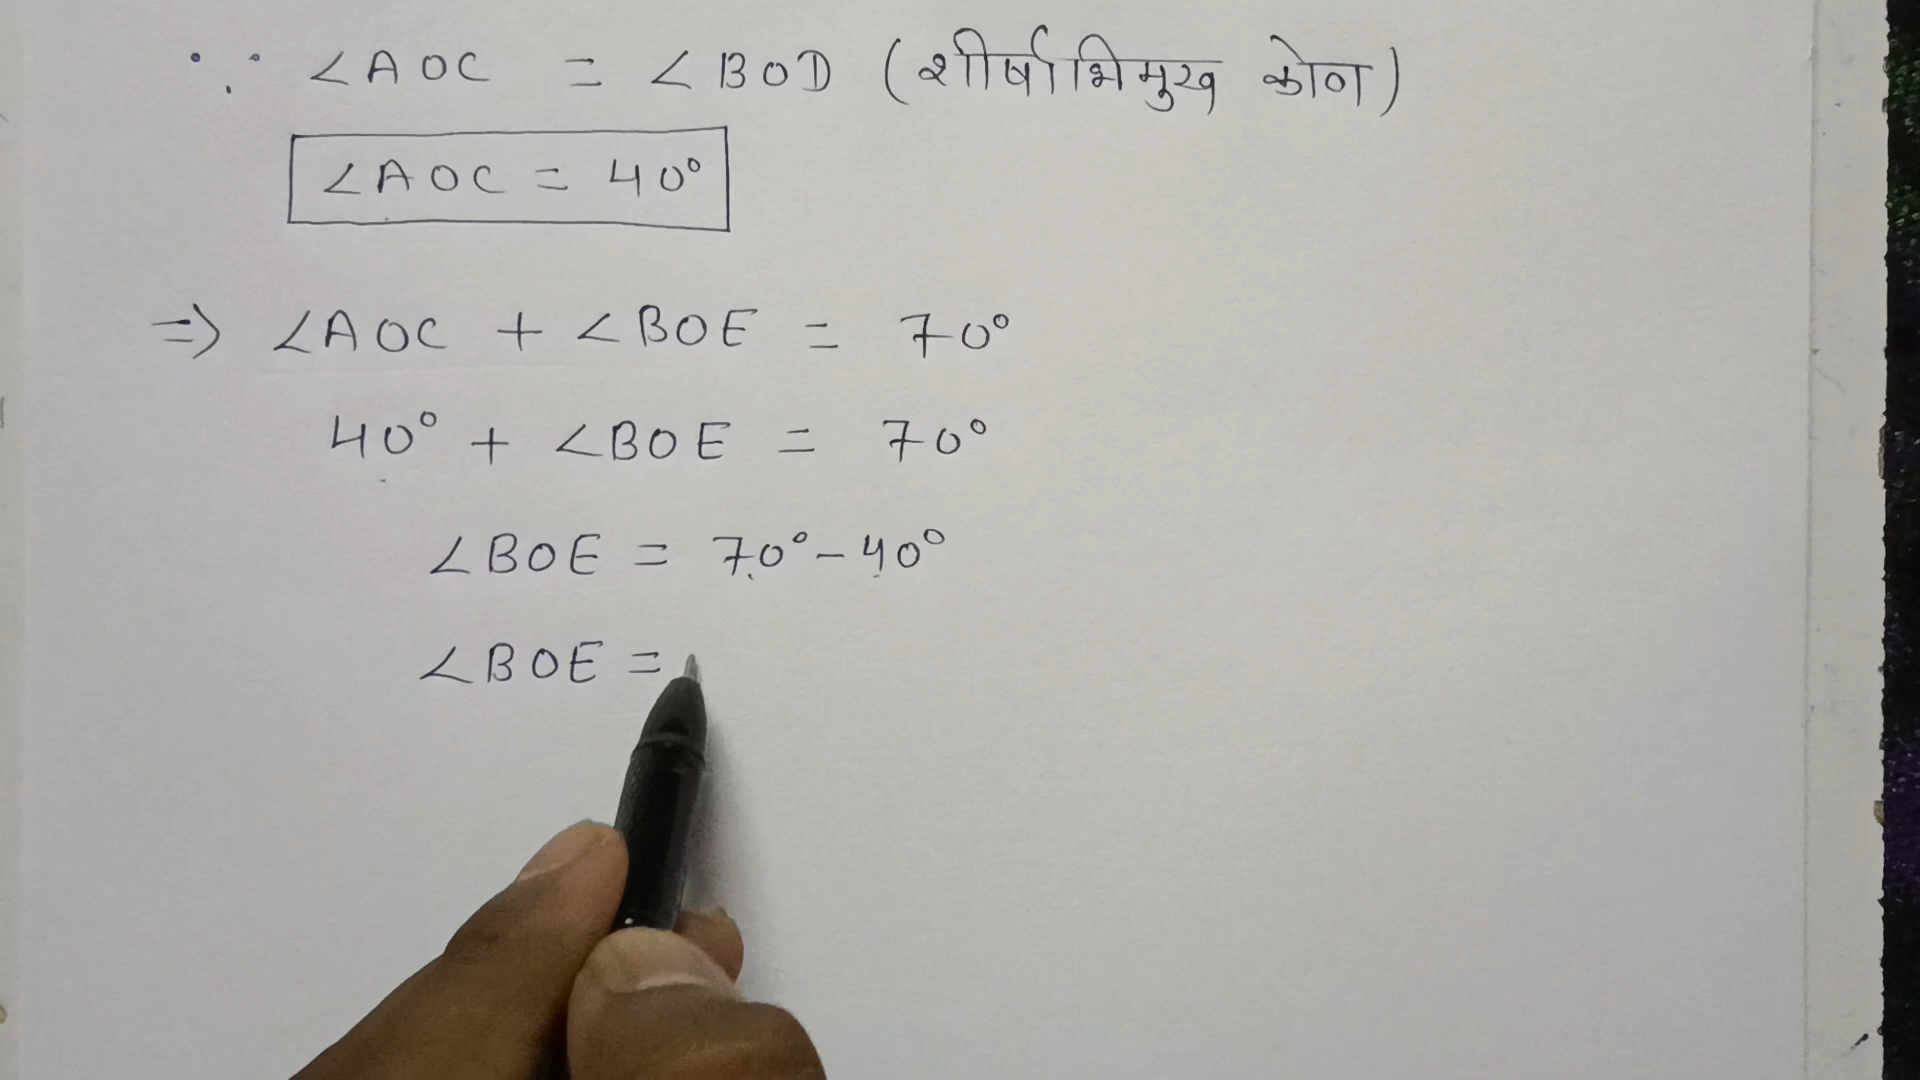 ∵ ∠AOC = ∠BOD (शीर्षाभिमुख कोण)
∠AOC = 40°
⇒ ∠AOC + ∠BOE = 70°
40° + ∠BOE = 70°
∠BOE = 70° - 40°
∠BOE =